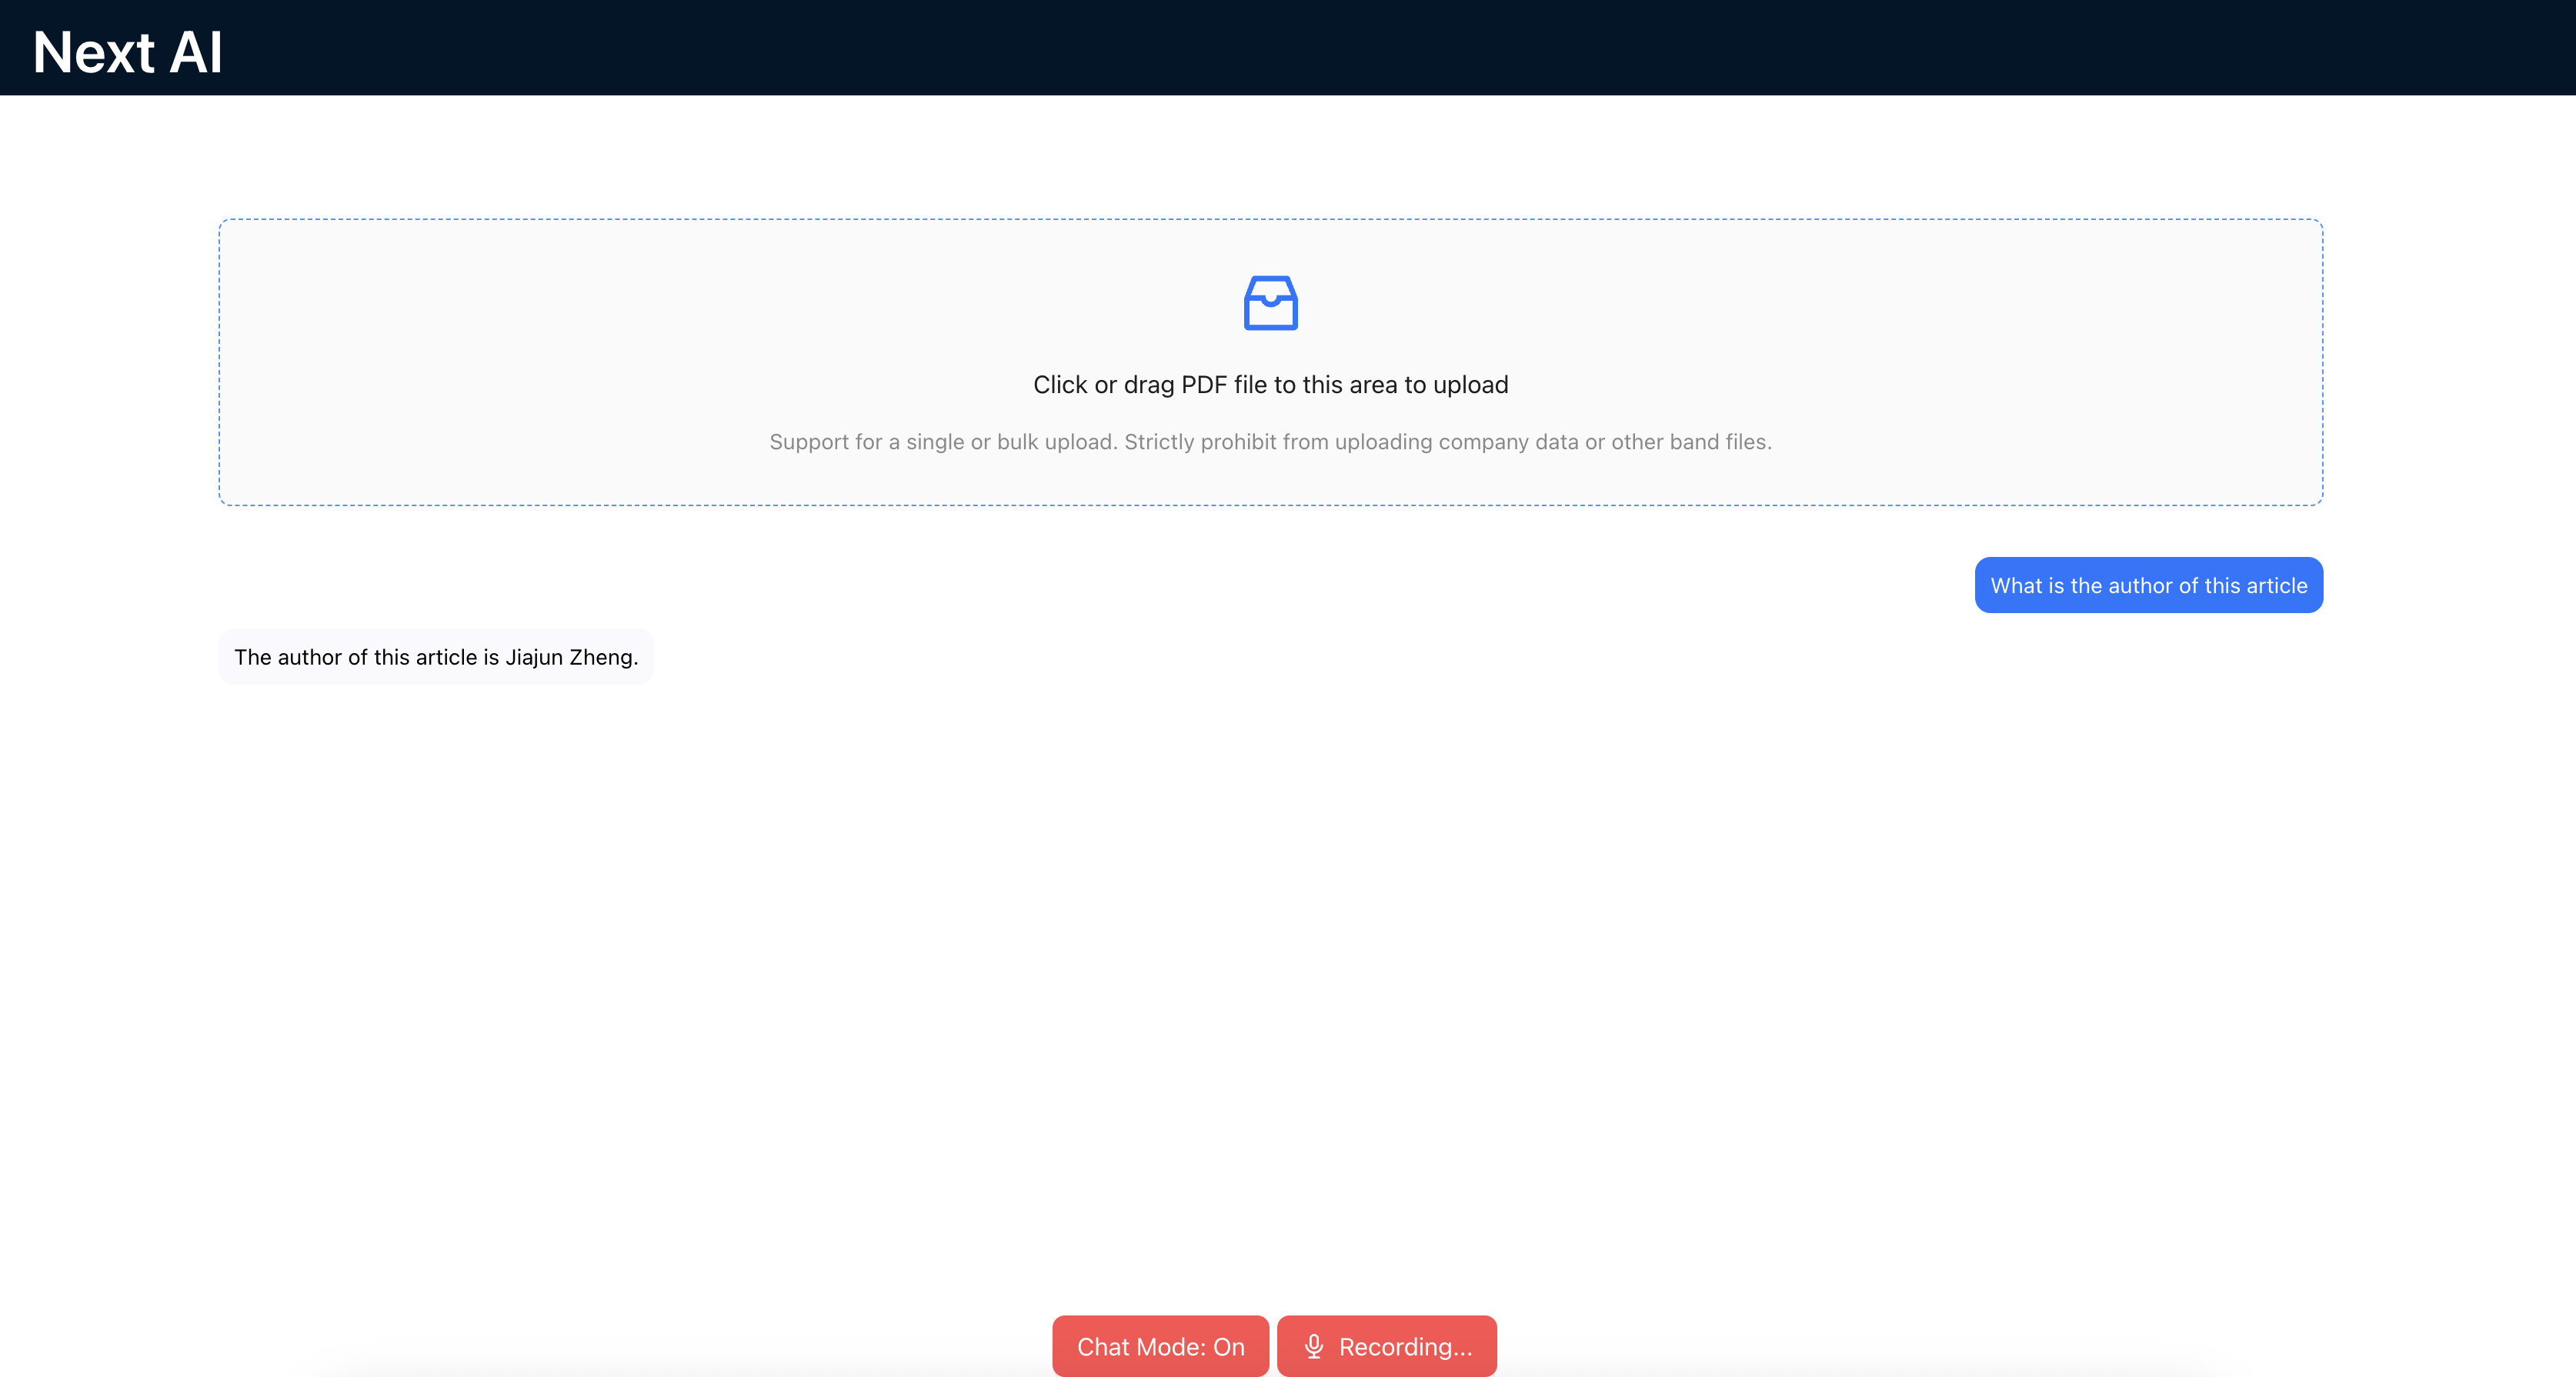 Next AI
Click or drag PDF file to this area to upload
Support for a single or bulk upload. Strictly prohibit from uploading company data or other band files.
What is the author of this article
The author of this article is Jiajun Zheng.
Chat Mode: On
Recording...